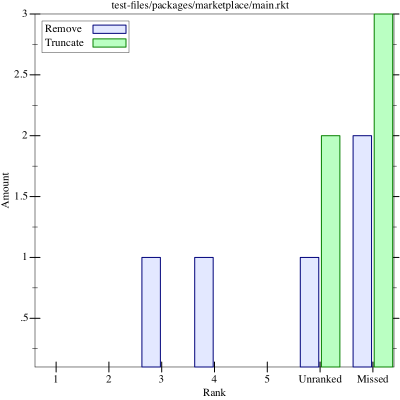 test-files/packages/marketplace/main.rkt
Remove
Truncate
3
2.5
2
1.5
1
.5
Amount
1 2 3 4 5 Unranked Missed
Rank